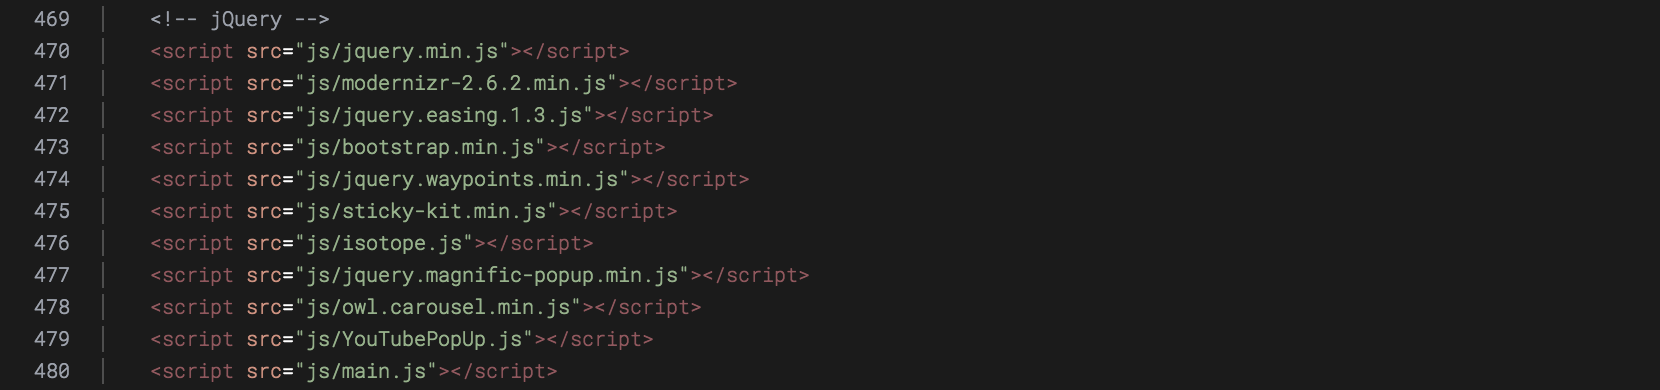 469 <!-- jQuery -->
470 <script src="js/jquery.min.js"></script>
471 <script src="js/modernizr-2.6.2.min.js"></script>
472 <script src="js/jquery.easing.1.3.js"></script>
473 <script src="js/bootstrap.min.js"></script>
474 <script src="js/jquery.waypoints.min.js"></script>
475 <script src="js/sticky-kit.min.js"></script>
476 <script src="js/isotope.js"></script>
477 <script src="js/jquery.magnific-popup.min.js"></script>
478 <script src="js/owl.carousel.min.js"></script>
479 <script src="js/YouTubePopUp.js"></script>
480 <script src="js/main.js"></script>